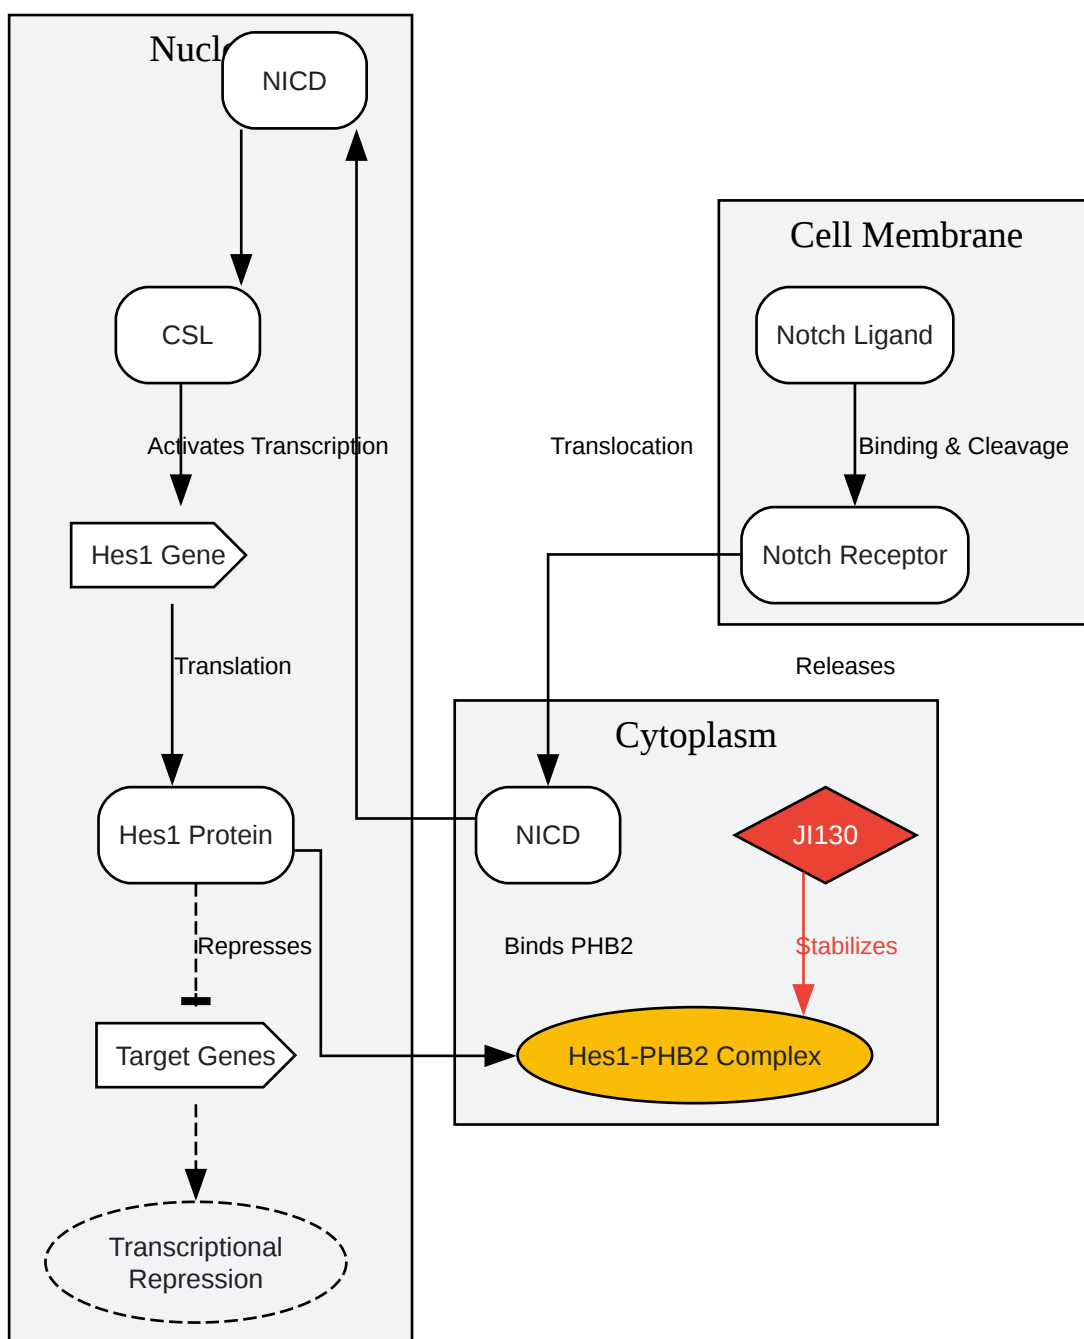 Nucle
NICD
CSL
Activates Transcription
Hes1 Gene
Translation
Hes1 Protein
Represses
Target Genes
Transcriptional
Repression
Cell Membrane
Notch Ligand
Binding & Cleavage
Notch Receptor
Translocation
Releases
Cytoplasm
NICD
JI130
Binds PHB2
Stabilizes
Hes1-PHB2 Complex